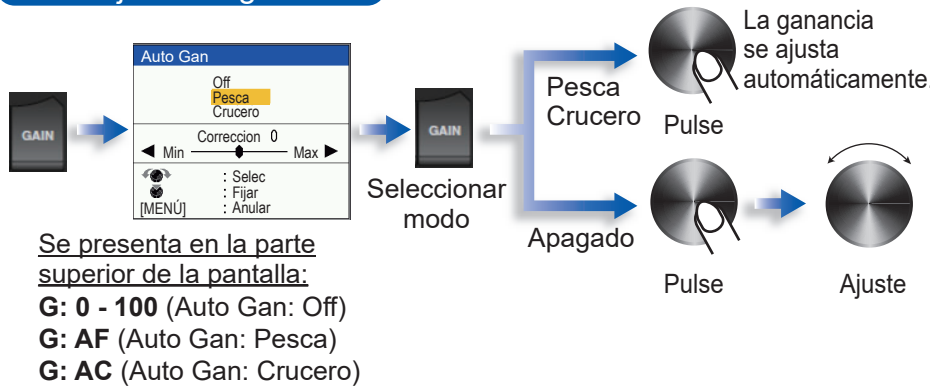 GAIN
Auto Gan
Off
Pesca
Crucero
Correccion 0
◀ Min Max ▶
: Selec
: Fijar
[MENÚ] : Anular
GAIN
Seleccionar
modo
Pesca
Crucero
Pulse
La ganancia
se ajusta
automáticamente.
Apagado
Pulse
Ajuste
Se presenta en la parte
superior de la pantalla:
G: 0 - 100 (Auto Gan: Off)
G: AF (Auto Gan: Pesca)
G: AC (Auto Gan: Crucero)